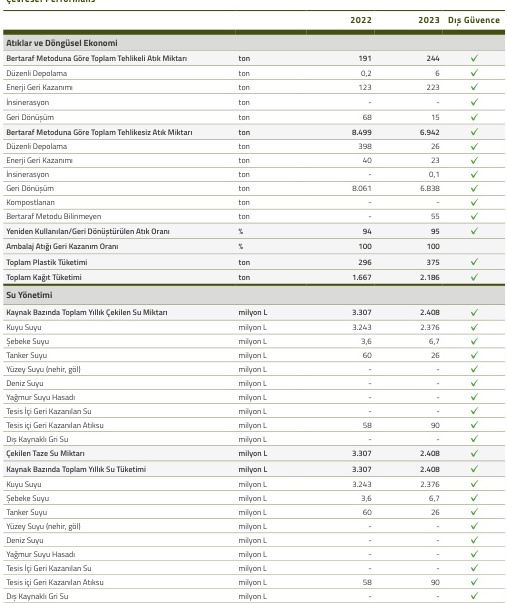 Çevresel Performans
2022 2023 Dış Güvence
Atıklar ve Döngüsel Ekonomi
Bertaraf Metoduna Göre Toplam Tehlikeli Atık Miktarı ton 191 244 ✓
Düzenli Depolama ton 0,2 6 ✓
Enerji Geri Kazanımı ton 123 223 ✓
İnsinerasyon ton - - ✓
Geri Dönüşüm ton 68 15 ✓
Bertaraf Metoduna Göre Toplam Tehlikesiz Atık Miktarı ton 8.499 6.942 ✓
Düzenli Depolama ton 398 26 ✓
Enerji Geri Kazanımı ton 40 23 ✓
İnsinerasyon ton - 0,1 ✓
Geri Dönüşüm ton 8.061 6.838 ✓
Kompostlanan ton - - ✓
Bertaraf Metodu Bilinmeyen ton - 55 ✓
Yeniden Kullanılan/Geri Dönüştürülen Atık Oranı % 94 95 ✓
Ambalaj Atığı Geri Kazanım Oranı % 100 100
Toplam Plastik Tüketimi ton 296 375 ✓
Toplam Kağıt Tüketimi ton 1.667 2.186 ✓
Su Yönetimi
Kaynak Bazında Toplam Yıllık Çekilen Su Miktarı milyon L 3.307 2.408 ✓
Kuyu Suyu milyon L 3.243 2.376 ✓
Şebeke Suyu milyon L 3,6 6,7 ✓
Tanker Suyu milyon L 60 26 ✓
Yüzey Suyu (nehir, göl) milyon L - - ✓
Deniz Suyu milyon L - - ✓
Yağmur Suyu Hasadı milyon L - - ✓
Tesis İçi Geri Kazanılan Su milyon L - - ✓
Tesis içi Geri Kazanılan Atıksu milyon L 58 90 ✓
Dış Kaynaklı Gri Su milyon L - - ✓
Çekilen Taze Su Miktarı milyon L 3.307 2.408 ✓
Kaynak Bazında Toplam Yıllık Su Tüketimi milyon L 3.307 2.408 ✓
Kuyu Suyu milyon L 3.243 2.376 ✓
Şebeke Suyu milyon L 3,6 6,7 ✓
Tanker Suyu milyon L 60 26 ✓
Yüzey Suyu (nehir, göl) milyon L - - ✓
Deniz Suyu milyon L - - ✓
Yağmur Suyu Hasadı milyon L - - ✓
Tesis İçi Geri Kazanılan Su milyon L - - ✓
Tesis içi Geri Kazanılan Atıksu milyon L 58 90 ✓
Dış Kaynaklı Gri Su milyon L - - ✓